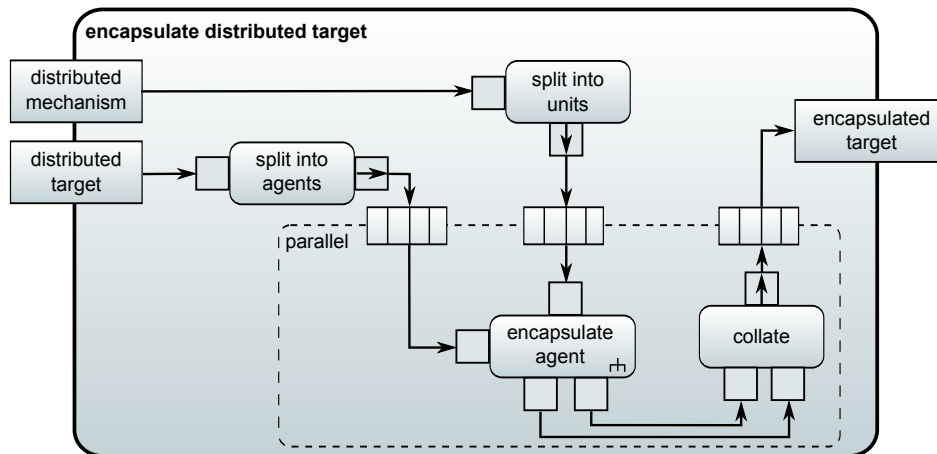 encapsulate distributed target
distributed
mechanism
split into
units
encapsulated
target
distributed
target
split into
agents
parallel
encapsulate
agent
collate